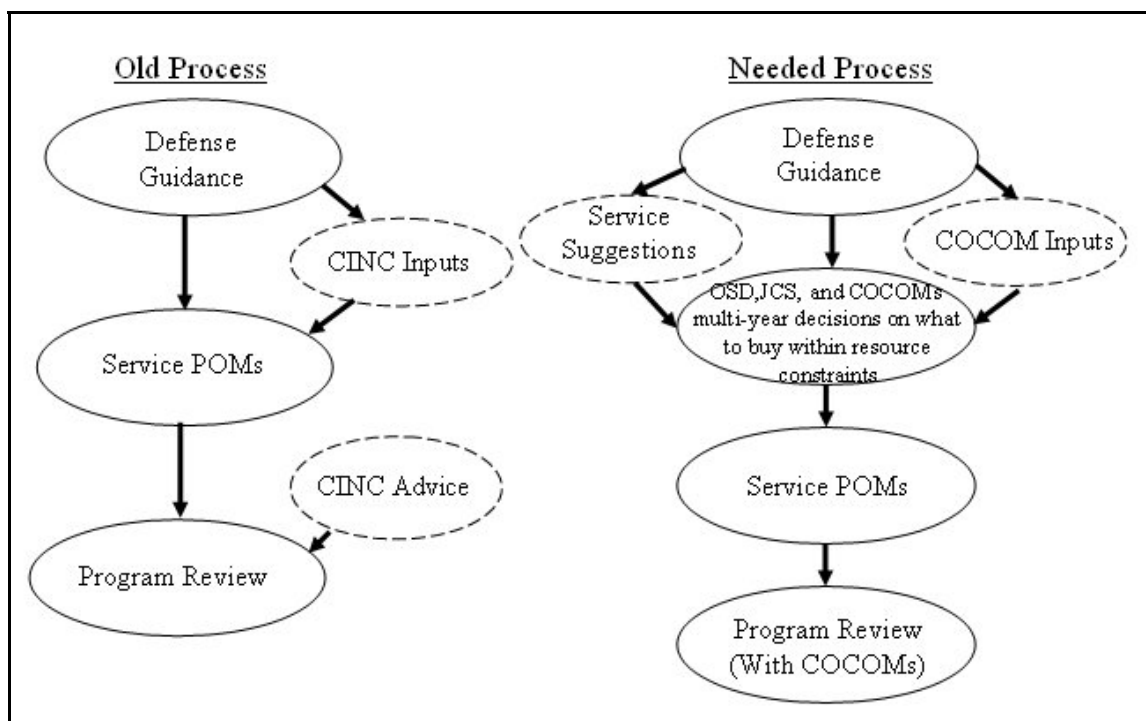 Old Process
Defense
Guidance
CINC Inputs
Service POMs
CINC Advice
Program Review
Needed Process
Defense
Guidance
Service
Suggestions
COCOM Inputs
OSD,JCS, and COCOMs
multi-year decisions on what
to buy within resource
constraints
Service POMs
Program Review
(With COCOMs)